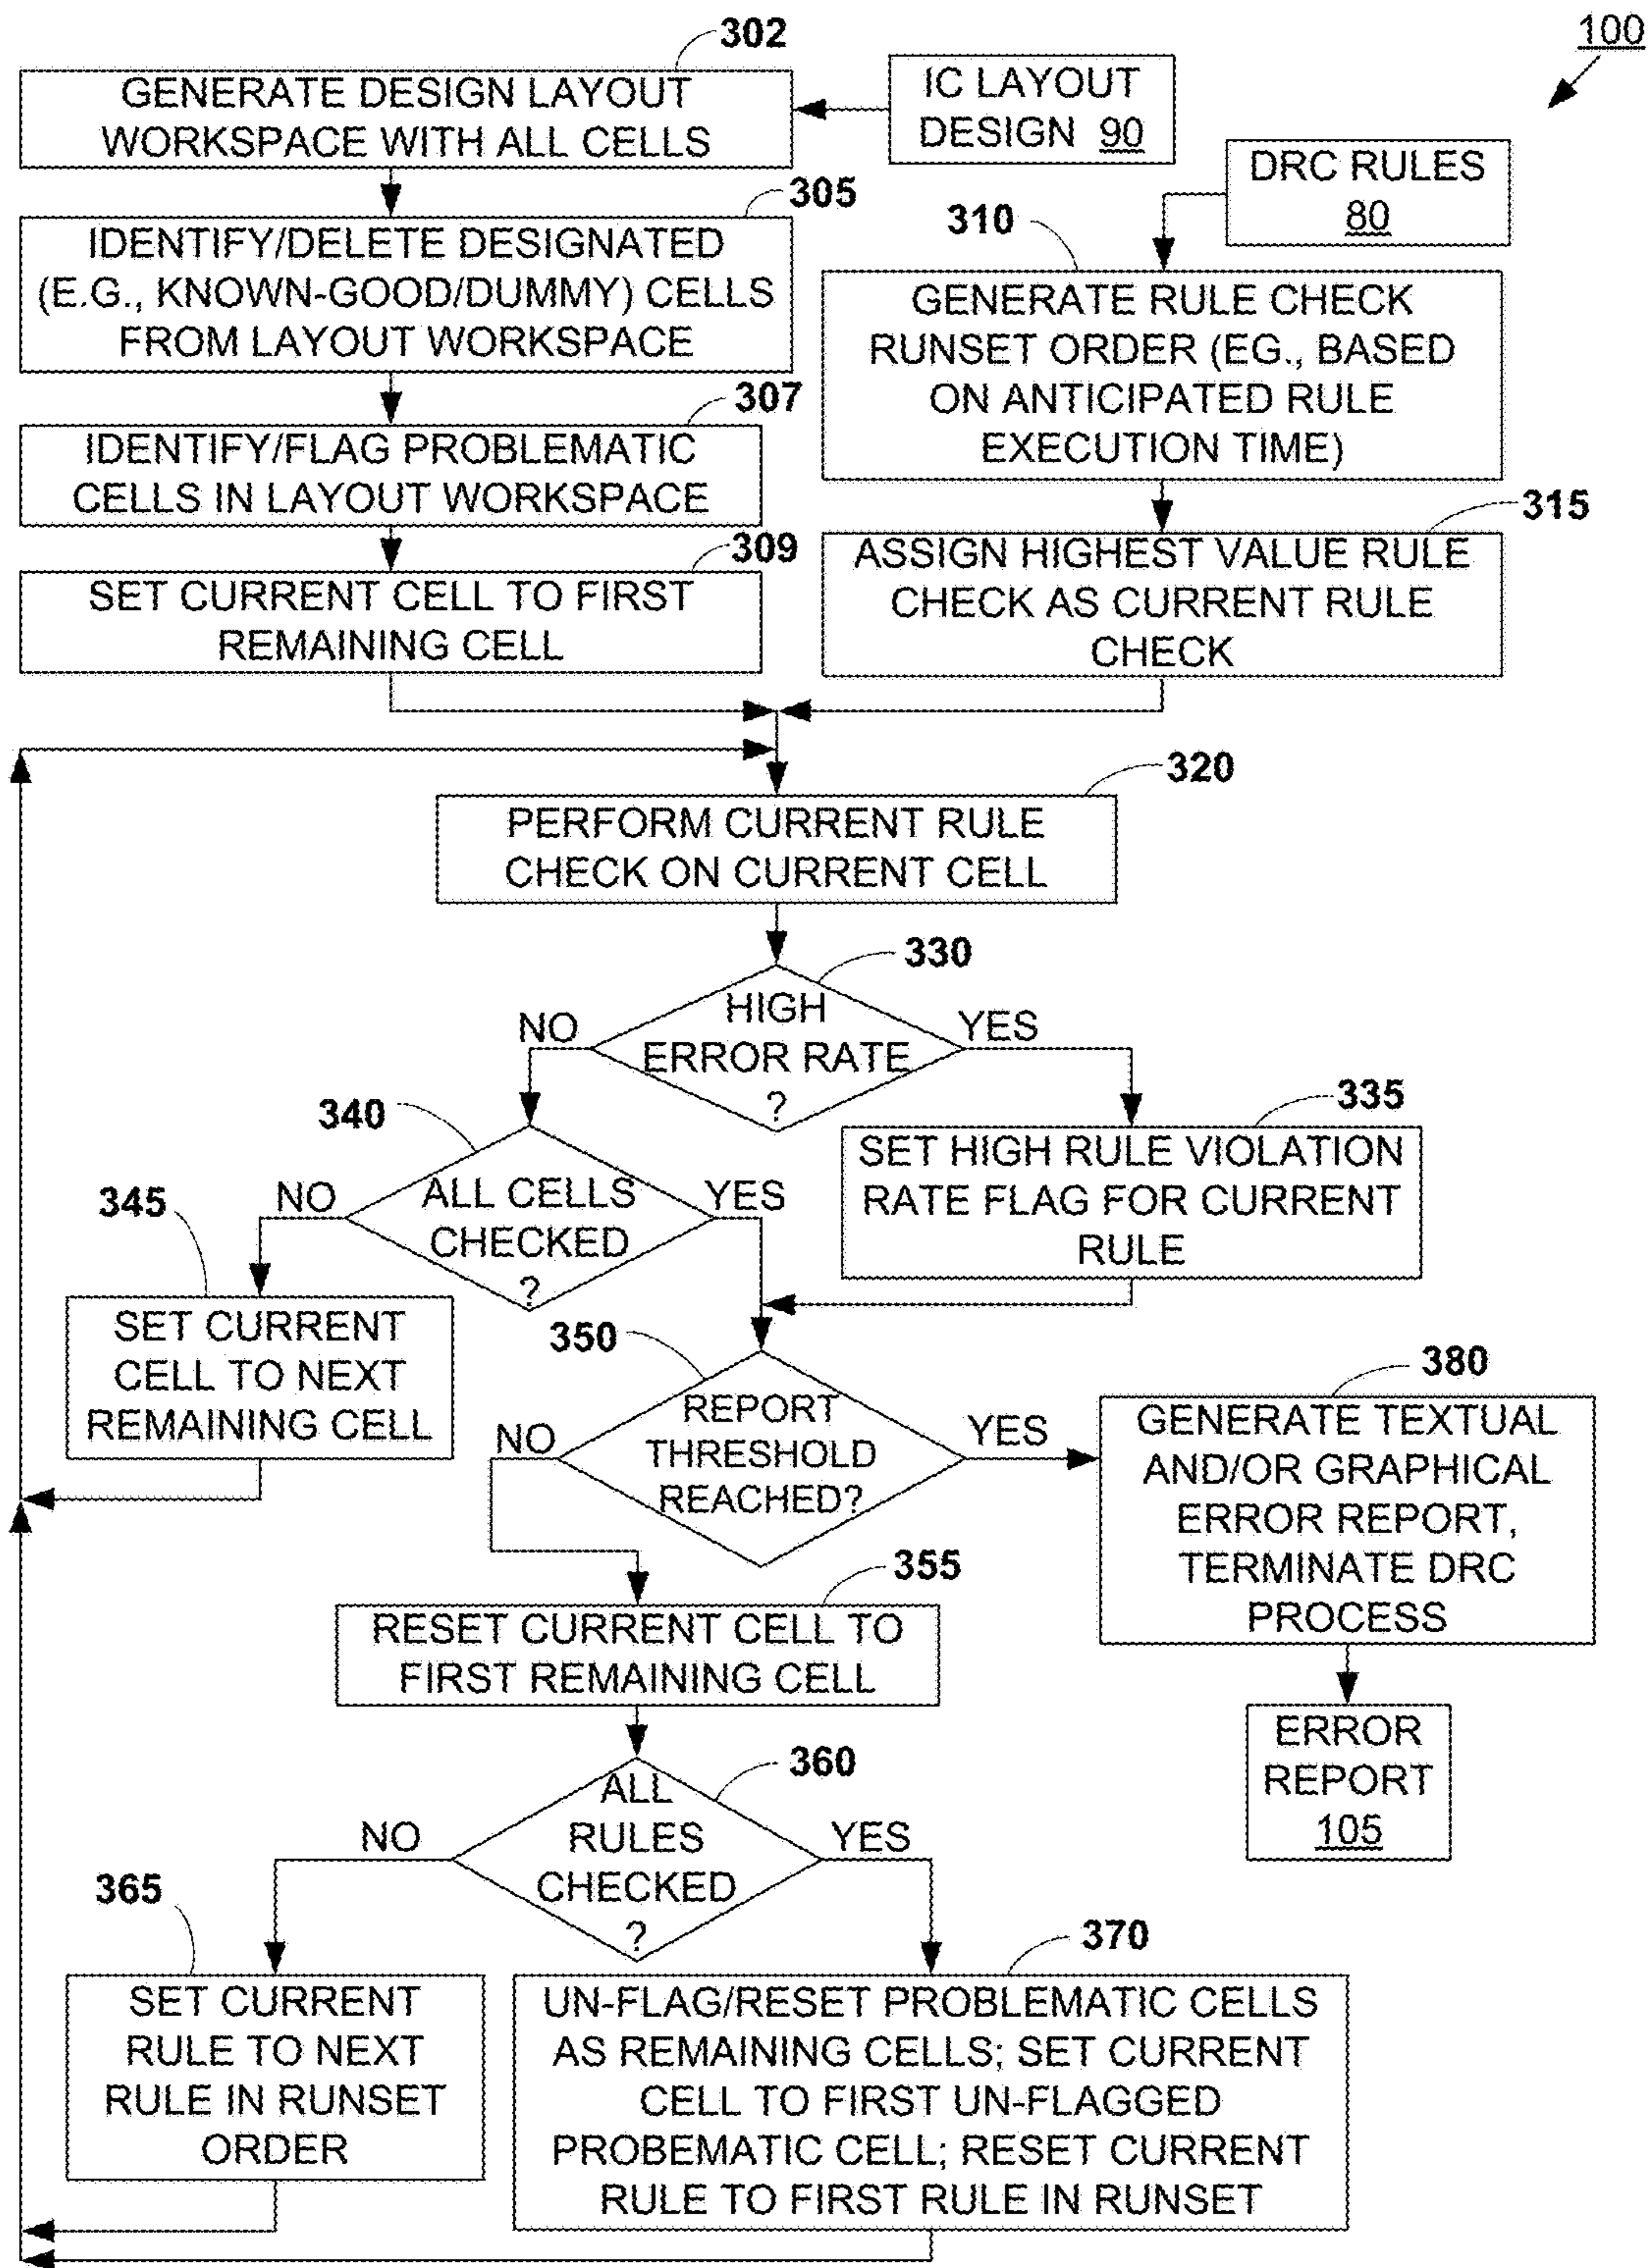 100
302
GENERATE DESIGN LAYOUT
WORKSPACE WITH ALL CELLS
IC LAYOUT
DESIGN 90
DRC RULES
80
305
IDENTIFY/DELETE DESIGNATED
(E.G., KNOWN-GOOD/DUMMY) CELLS
FROM LAYOUT WORKSPACE
310
GENERATE RULE CHECK
RUNSET ORDER (EG., BASED
ON ANTICIPATED RULE
EXECUTION TIME)
307
IDENTIFY/FLAG PROBLEMATIC
CELLS IN LAYOUT WORKSPACE
315
ASSIGN HIGHEST VALUE RULE
CHECK AS CURRENT RULE
CHECK
309
SET CURRENT CELL TO FIRST
REMAINING CELL
320
PERFORM CURRENT RULE
CHECK ON CURRENT CELL
330
HIGH
ERROR RATE
?
NO
YES
335
SET HIGH RULE VIOLATION
RATE FLAG FOR CURRENT
RULE
340
ALL CELLS
CHECKED
?
NO
YES
345
SET CURRENT
CELL TO NEXT
REMAINING CELL
350
REPORT
THRESHOLD
REACHED?
NO
YES
380
GENERATE TEXTUAL
AND/OR GRAPHICAL
ERROR REPORT,
TERMINATE DRC
PROCESS
355
RESET CURRENT CELL TO
FIRST REMAINING CELL
ERROR
REPORT
105
360
ALL
RULES
CHECKED
?
NO
YES
365
SET CURRENT
RULE TO NEXT
RULE IN RUNSET
ORDER
370
UN-FLAG/RESET PROBLEMATIC CELLS
AS REMAINING CELLS; SET CURRENT
CELL TO FIRST UN-FLAGGED
PROBEMATIC CELL; RESET CURRENT
RULE TO FIRST RULE IN RUNSET